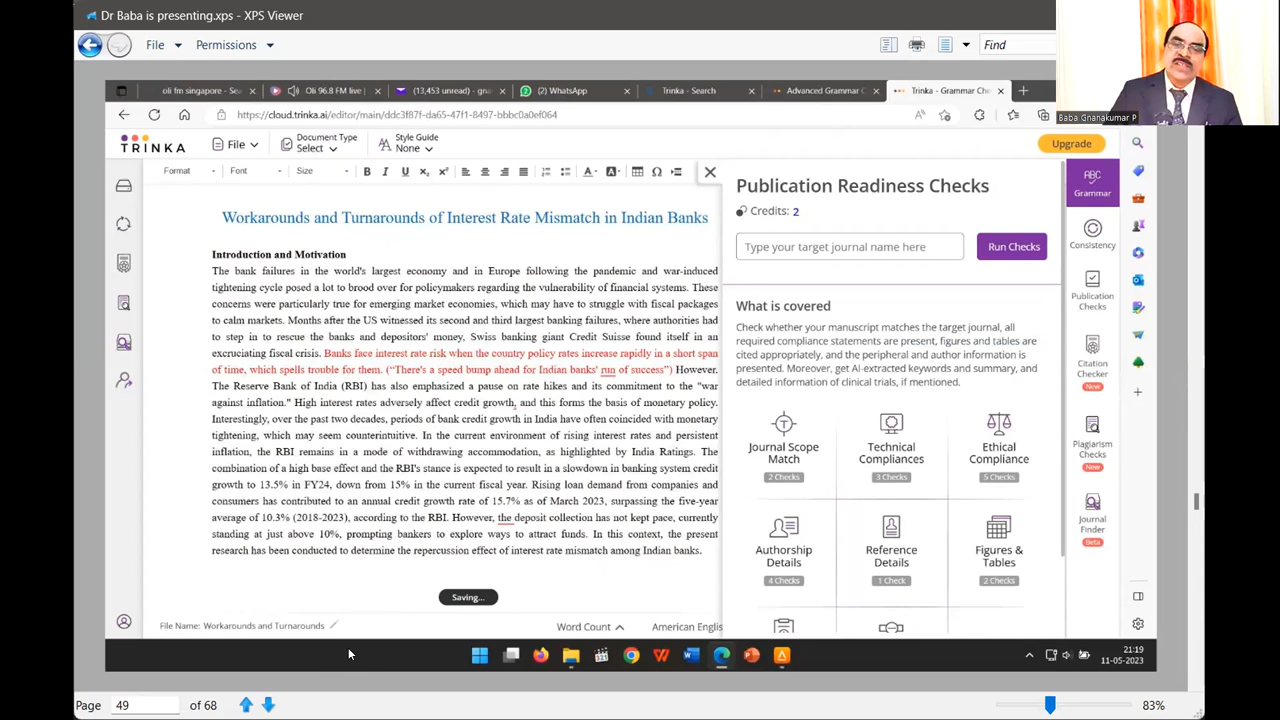 Dr Baba is presenting.xps - XPS Viewer
File
Permissions
Find
Baba Gnanakumar P
oli fm singapore - Sea
Oli 96.8 FM live
(13,453 unread) - gna
(2) WhatsApp
Trinka - Search
Advanced Grammar C
Trinka - Grammar Che
https://cloud.trinka.ai/editor/main/ddc3f87f-da65-47f1-8497-bbbc0a0ef064
TRINKA
File
Document Type
Select
Style Guide
None
Upgrade
Format
Font
Size
B I U
Workarounds and Turnarounds of Interest Rate Mismatch in Indian Banks
Introduction and Motivation
The bank failures in the world's largest economy and in Europe following the pandemic and war-induced
tightening cycle posed a lot to brood over for policymakers regarding the vulnerability of financial systems. These
concerns were particularly true for emerging market economies, which may have to struggle with fiscal packages
to calm markets. Months after the US witnessed its second and third largest banking failures, where authorities had
to step in to rescue the banks and depositors' money, Swiss banking giant Credit Suisse found itself in an
excruciating fiscal crisis. Banks face interest rate risk when the country policy rates increase rapidly in a short span
of time, which spells trouble for them. ("There's a speed bump ahead for Indian banks' run of success") However.
The Reserve Bank of India (RBI) has also emphasized a pause on rate hikes and its commitment to the "war
against inflation." High interest rates adversely affect credit growth, and this forms the basis of monetary policy.
Interestingly, over the past two decades, periods of bank credit growth in India have often coincided with monetary
tightening, which may seem counterintuitive. In the current environment of rising interest rates and persistent
inflation, the RBI remains in a mode of withdrawing accommodation, as highlighted by India Ratings. The
combination of a high base effect and the RBI's stance is expected to result in a slowdown in banking system credit
growth to 13.5% in FY24, down from 15% in the current fiscal year. Rising loan demand from companies and
consumers has contributed to an annual credit growth rate of 15.7% as of March 2023, surpassing the five-year
average of 10.3% (2018-2023), according to the RBI. However, the deposit collection has not kept pace, currently
standing at just above 10%, prompting bankers to explore ways to attract funds. In this context, the present
research has been conducted to determine the repercussion effect of interest rate mismatch among Indian banks.
Saving...
File Name: Workarounds and Turnarounds
Word Count
American Englis
Publication Readiness Checks
Credits: 2
Type your target journal name here
Run Checks
What is covered
Check whether your manuscript matches the target journal, all
required compliance statements are present, figures and tables are
cited appropriately, and the peripheral and author information is
presented. Moreover, get AI-extracted keywords and summary, and
detailed information of clinical trials, if mentioned.
Journal Scope
Match
2 Checks
Technical
Compliances
3 Checks
Ethical
Compliance
5 Checks
Authorship
Details
4 Checks
Reference
Details
1 Check
Figures &
Tables
2 Checks
ABC
Grammar
Consistency
Publication
Checks
Citation
Checker
New
Plagiarism
Checks
New
Journal
Finder
Beta
21:19
11-05-2023
Page 49 of 68
83%